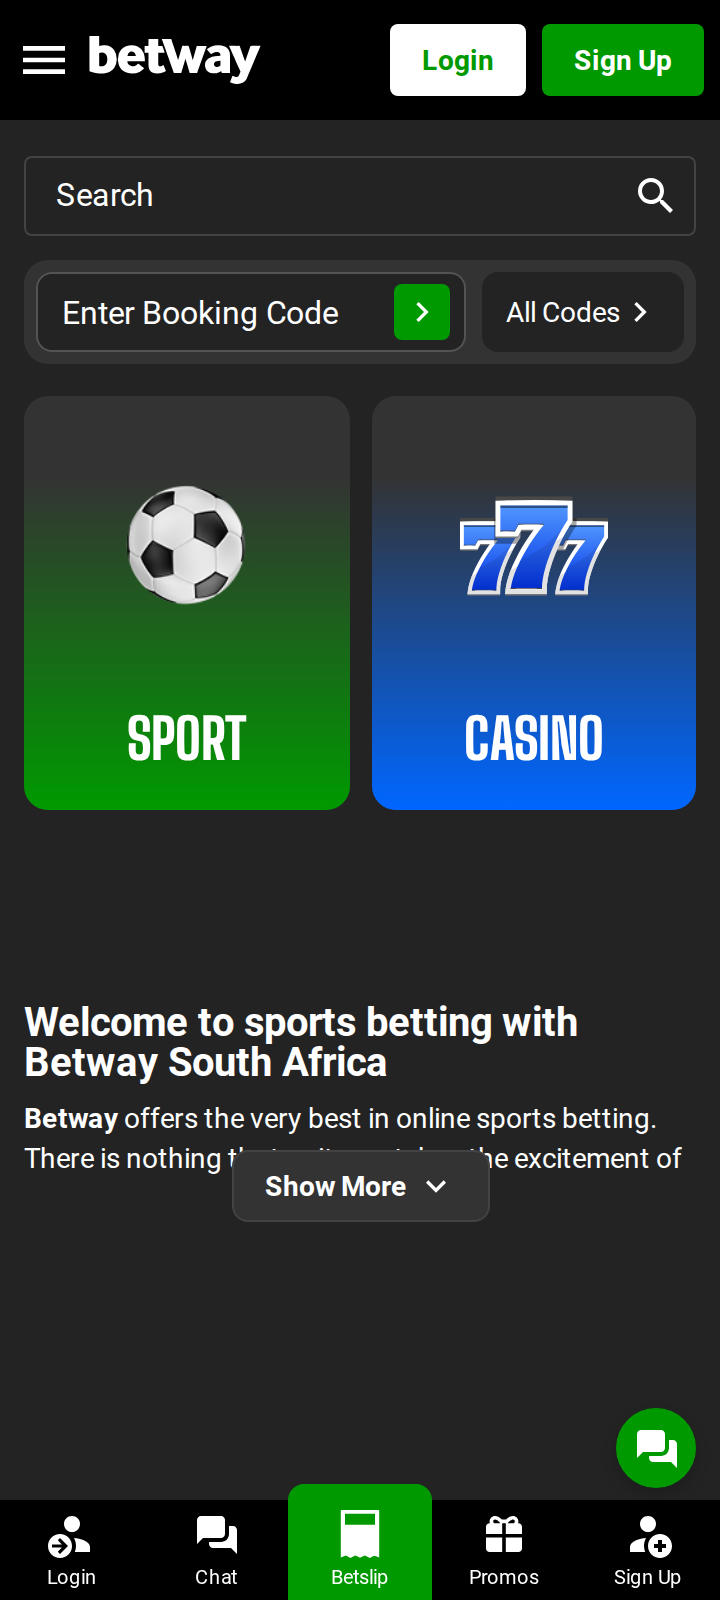 betway
Login
Sign Up
Search
Enter Booking Code
All Codes
777
SPORT
CASINO
Welcome to sports betting with
Betway South Africa
Betway offers the very best in online sports betting.
There is nothing the excitement of
Show More
Login
Chat
Betslip
Promos
Sign Up